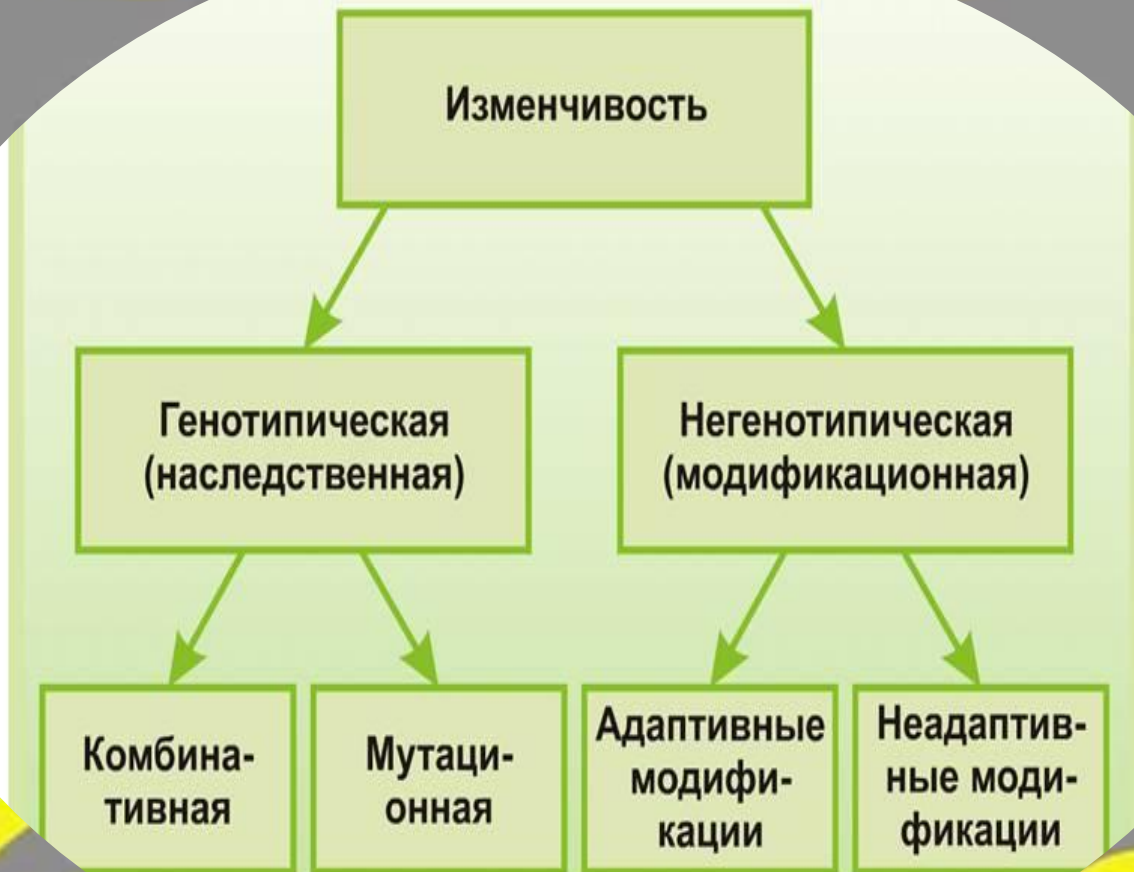 Изменчивость
Генотипическая
(наследственная)
Негенотипическая
(модификационная)
Комбина-
тивная
Мутаци-
онная
Адаптивные
модифи-
кации
Неадаптив-
ные моди-
фикации